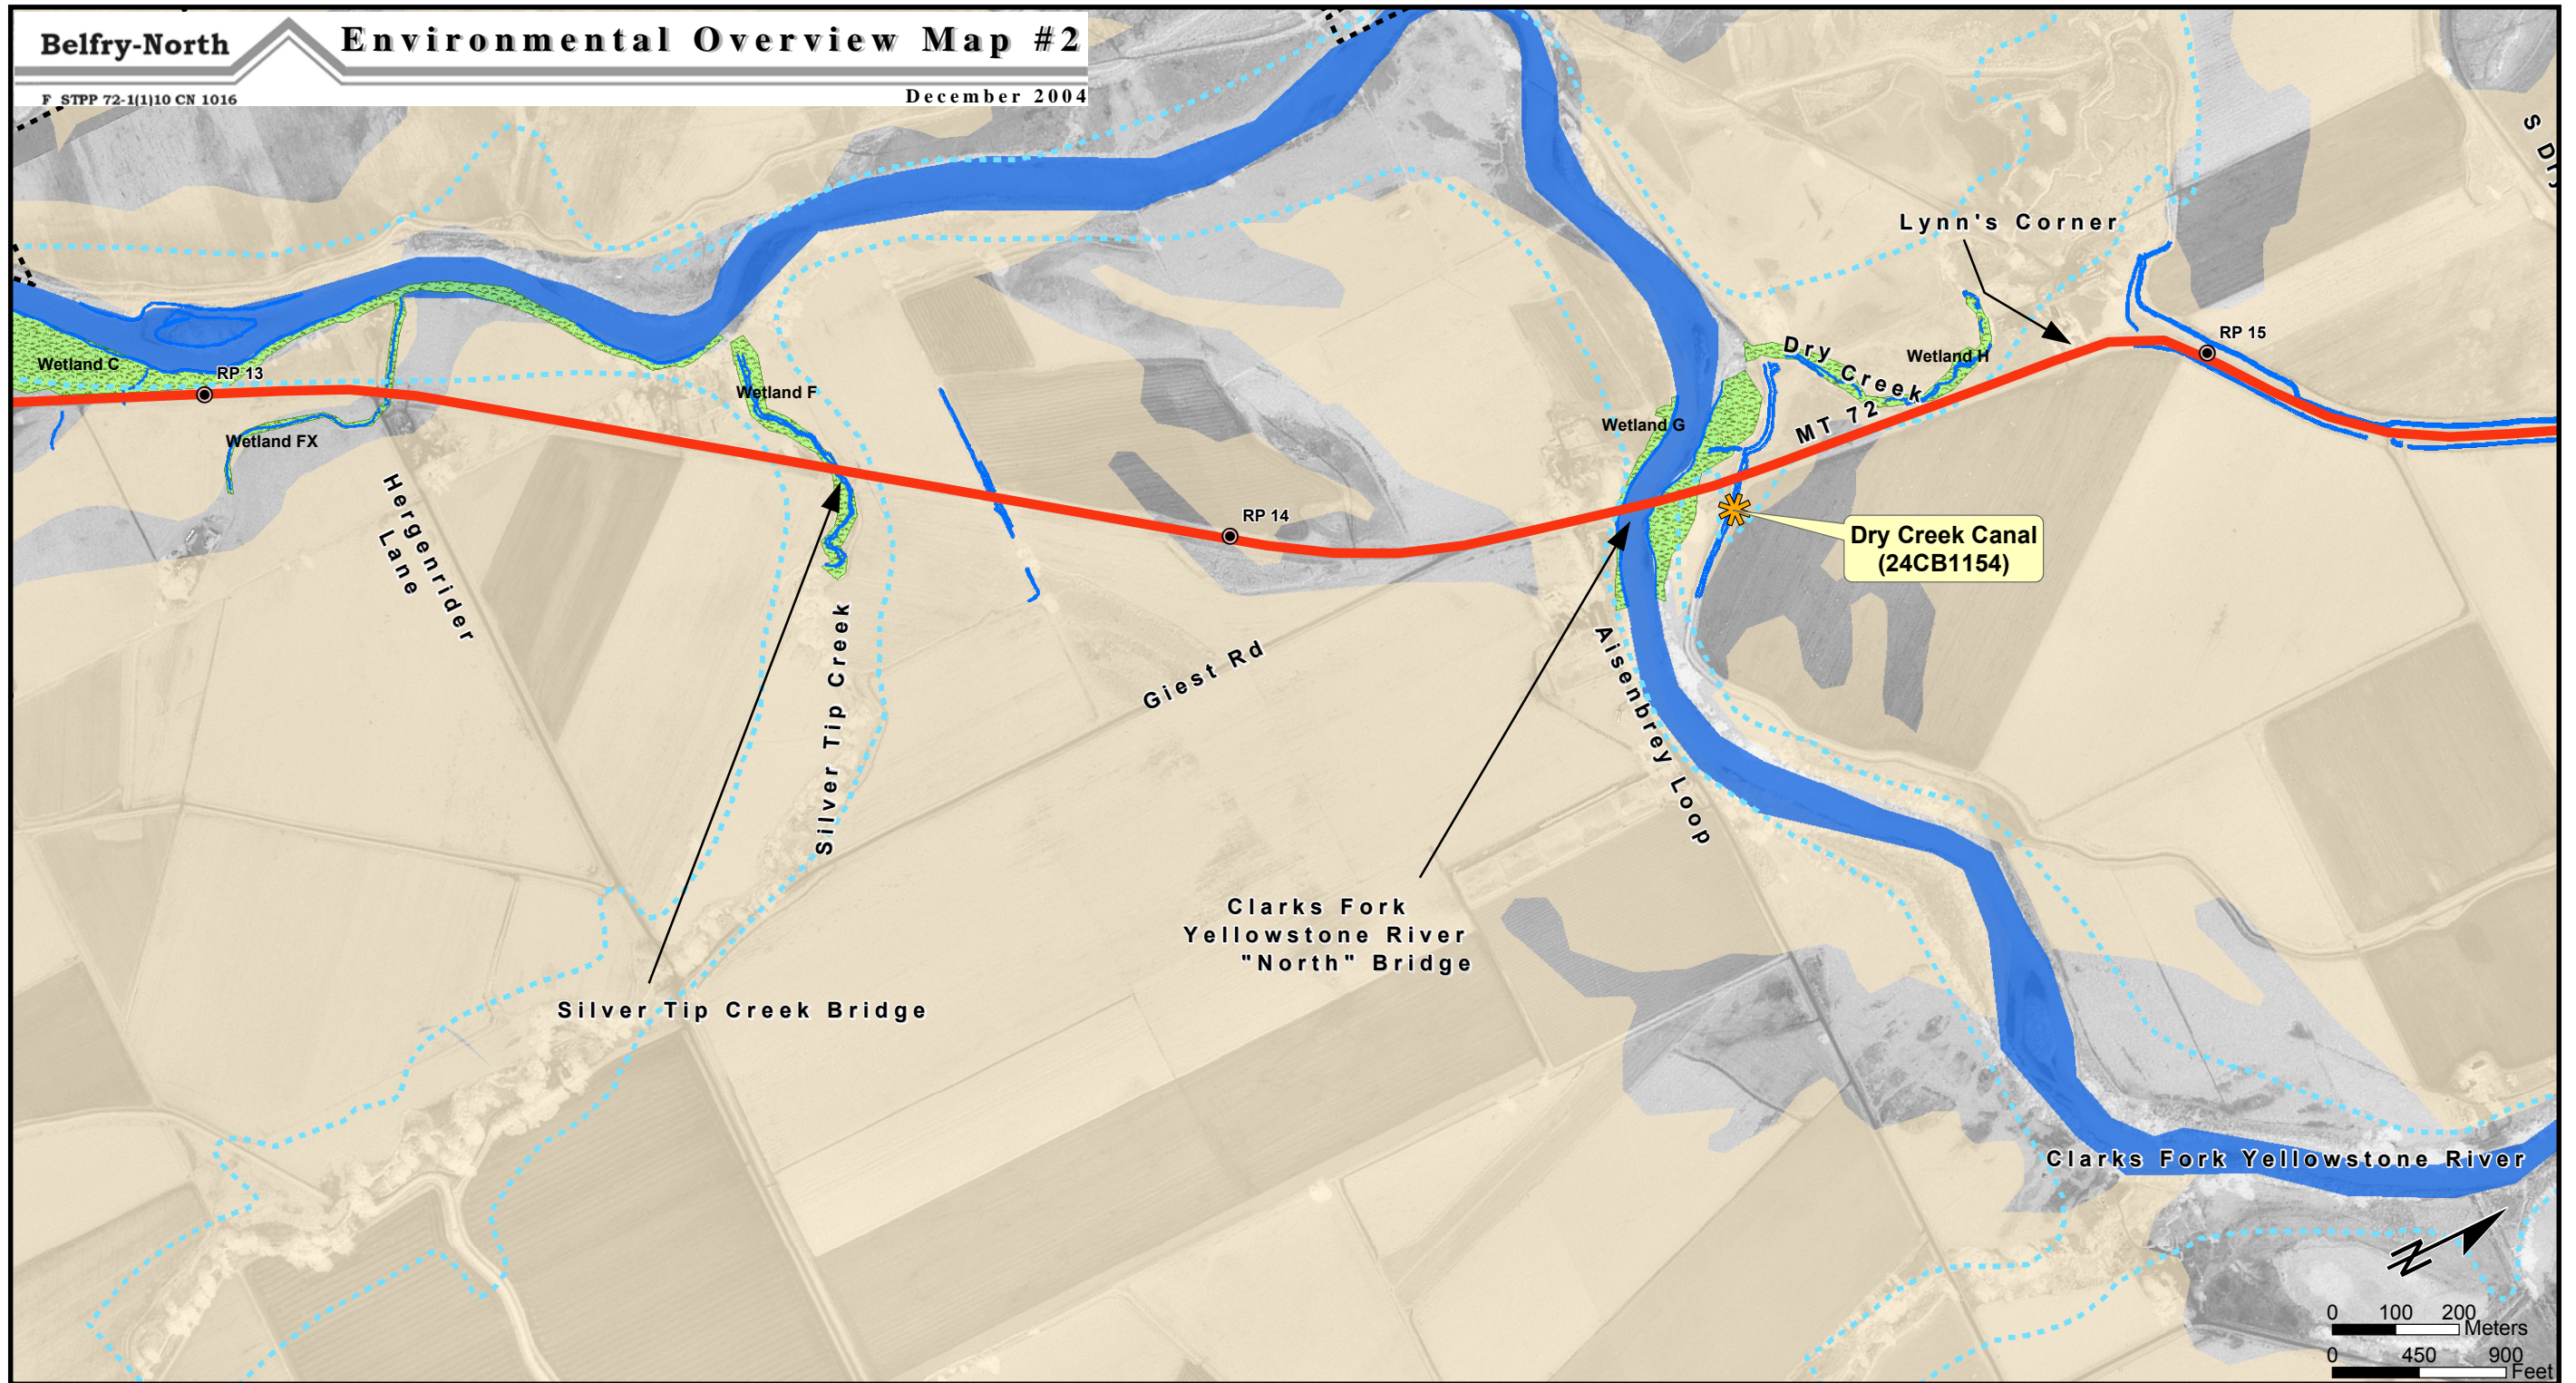 Belfry-North
Environmental Overview Map #2
F STPP 72-1(1)10 CN 1016
December 2004
S Dry
Lynn's Corner
RP 15
Dry Creek
Wetland H
MT 72
Wetland C
RP 13
Wetland F
Wetland G
Wetland FX
RP 14
Dry Creek Canal
(24CB1154)
Hergenrider
Lane
Silver Tip Creek
Giest Rd
Aisenbrey Loop
Clarks Fork
Yellowstone River
"North" Bridge
Silver Tip Creek Bridge
Clarks Fork Yellowstone River
N
0 100 200
Meters
0 450 900
Feet